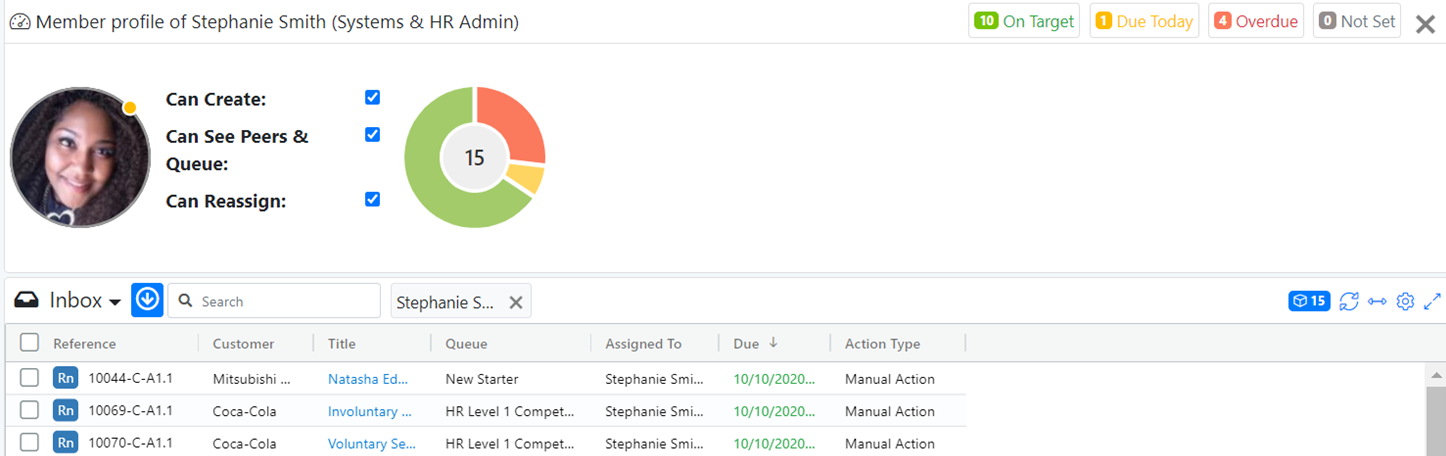 Member profile of Stephanie Smith (Systems & HR Admin) 10 On Target 1 Due Today 4 Overdue 0 Not Set
Can Create:
Can See Peers &
Queue:
Can Reassign:
15
Inbox Search Stephanie S... 15
Reference Customer Title Queue Assigned To Due Action Type
Rn 10044-C-A1.1 Mitsubishi ... Natasha Ed... New Starter Stephanie Smi... 10/10/2020... Manual Action
Rn 10069-C-A1.1 Coca-Cola Involuntary ... HR Level 1 Compet... Stephanie Smi... 10/10/2020... Manual Action
Rn 10070-C-A1.1 Coca-Cola Voluntary Se... HR Level 1 Compet... Stephanie Smi... 10/10/2020... Manual Action